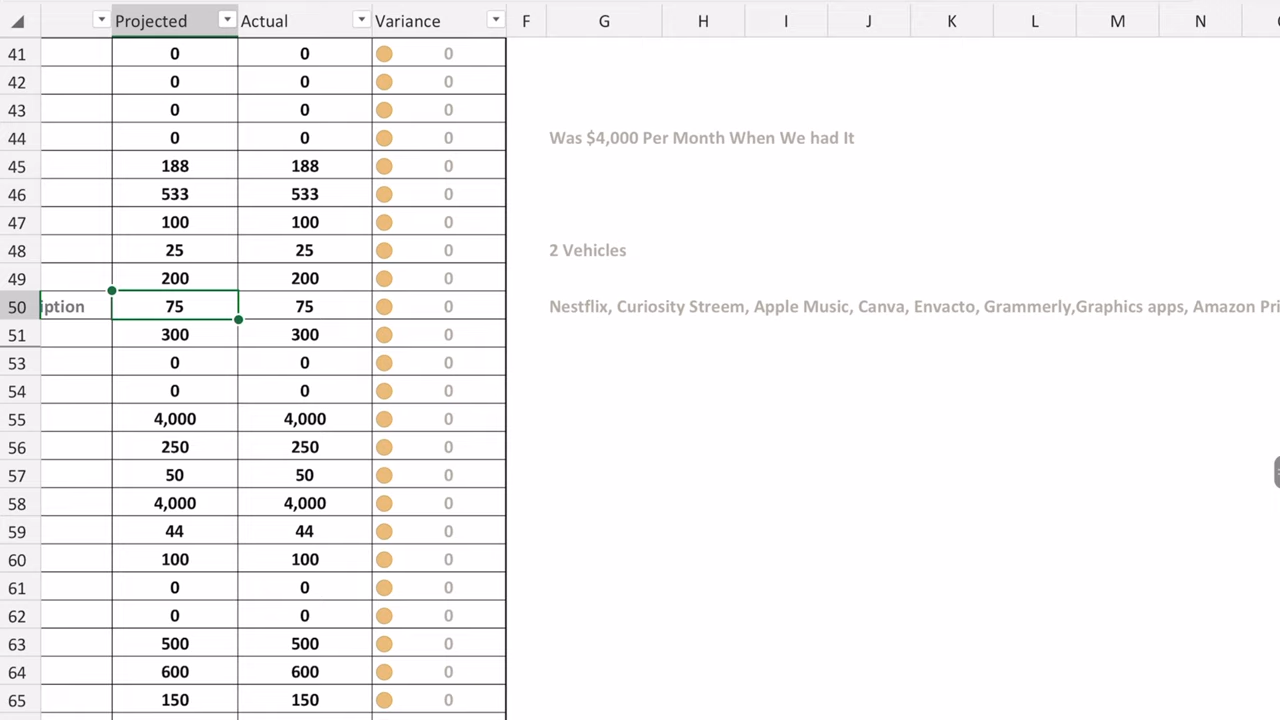 Projected Actual Variance F G H I J K L M N
41 0 0 0
42 0 0 0
43 0 0 0
44 0 0 0 Was $4,000 Per Month When We had It
45 188 188 0
46 533 533 0
47 100 100 0
48 25 25 0 2 Vehicles
49 200 200 0
50 iption 75 75 0 Nestflix, Curiosity Streem, Apple Music, Canva, Envacto, Grammerly,Graphics apps, Amazon Pri
51 300 300 0
53 0 0 0
54 0 0 0
55 4,000 4,000 0
56 250 250 0
57 50 50 0
58 4,000 4,000 0
59 44 44 0
60 100 100 0
61 0 0 0
62 0 0 0
63 500 500 0
64 600 600 0
65 150 150 0